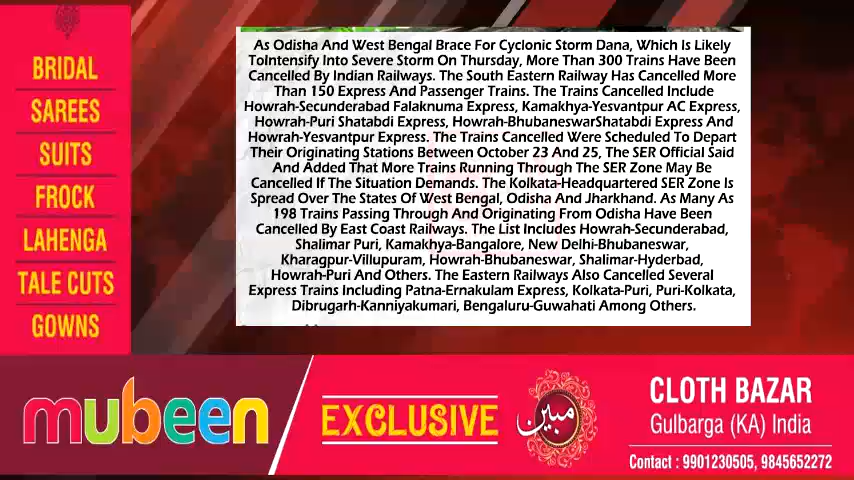 BRIDAL
SAREES
SUITS
FROCK
LAHENGA
TALE CUTS
GOWNS
As Odisha And West Bengal Brace For Cyclonic Storm Dana, Which Is Likely
ToIntensify Into Severe Storm On Thursday, More Than 300 Trains Have Been
Cancelled By Indian Railways. The South Eastern Railway Has Cancelled More
Than 150 Express And Passenger Trains. The Trains Cancelled Include
Howrah-Secunderabad Falaknuma Express, Kamakhya-Yesvantpur AC Express,
Howrah-Puri Shatabdi Express, Howrah-BhubaneswarShatabdi Express And
Howrah-Yesvantpur Express. The Trains Cancelled Were Scheduled To Depart
Their Originating Stations Between October 23 And 25, The SER Official Said
And Added That More Trains Running Through The SER Zone May Be
Cancelled If The Situation Demands. The Kolkata-Headquartered SER Zone Is
Spread Over The States Of West Bengal, Odisha And Jharkhand. As Many As
198 Trains Passing Through And Originating From Odisha Have Been
Cancelled By East Coast Railways. The List Includes Howrah-Secunderabad,
Shalimar Puri, Kamakhya-Bangalore, New Delhi-Bhubaneswar,
Kharagpur-Villupuram, Howrah-Bhubaneswar, Shalimar-Hyderbad,
Howrah-Puri And Others. The Eastern Railways Also Cancelled Several
Express Trains Including Patna-Ernakulam Express, Kolkata-Puri, Puri-Kolkata,
Dibrugarh-Kanniyakumari, Bengaluru-Guwahati Among Others.
mubeen
EXCLUSIVE
مبین
CLOTH BAZAR
Gulbarga (KA) India
Contact : 9901230505, 9845652272